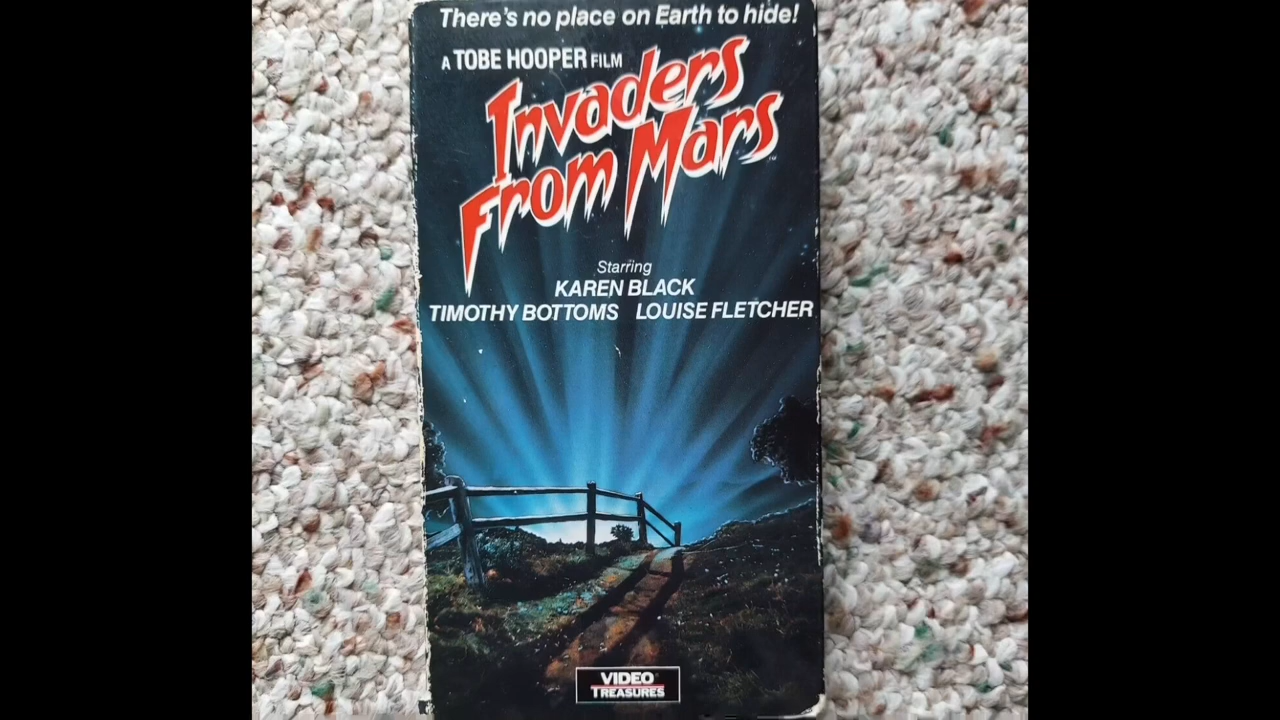 There's no place on Earth to hide!
A TOBE HOOPER FILM
Invaders
From Mars
TM
Starring
KAREN BLACK
TIMOTHY BOTTOMS LOUISE FLETCHER
VIDEO
TREASURES